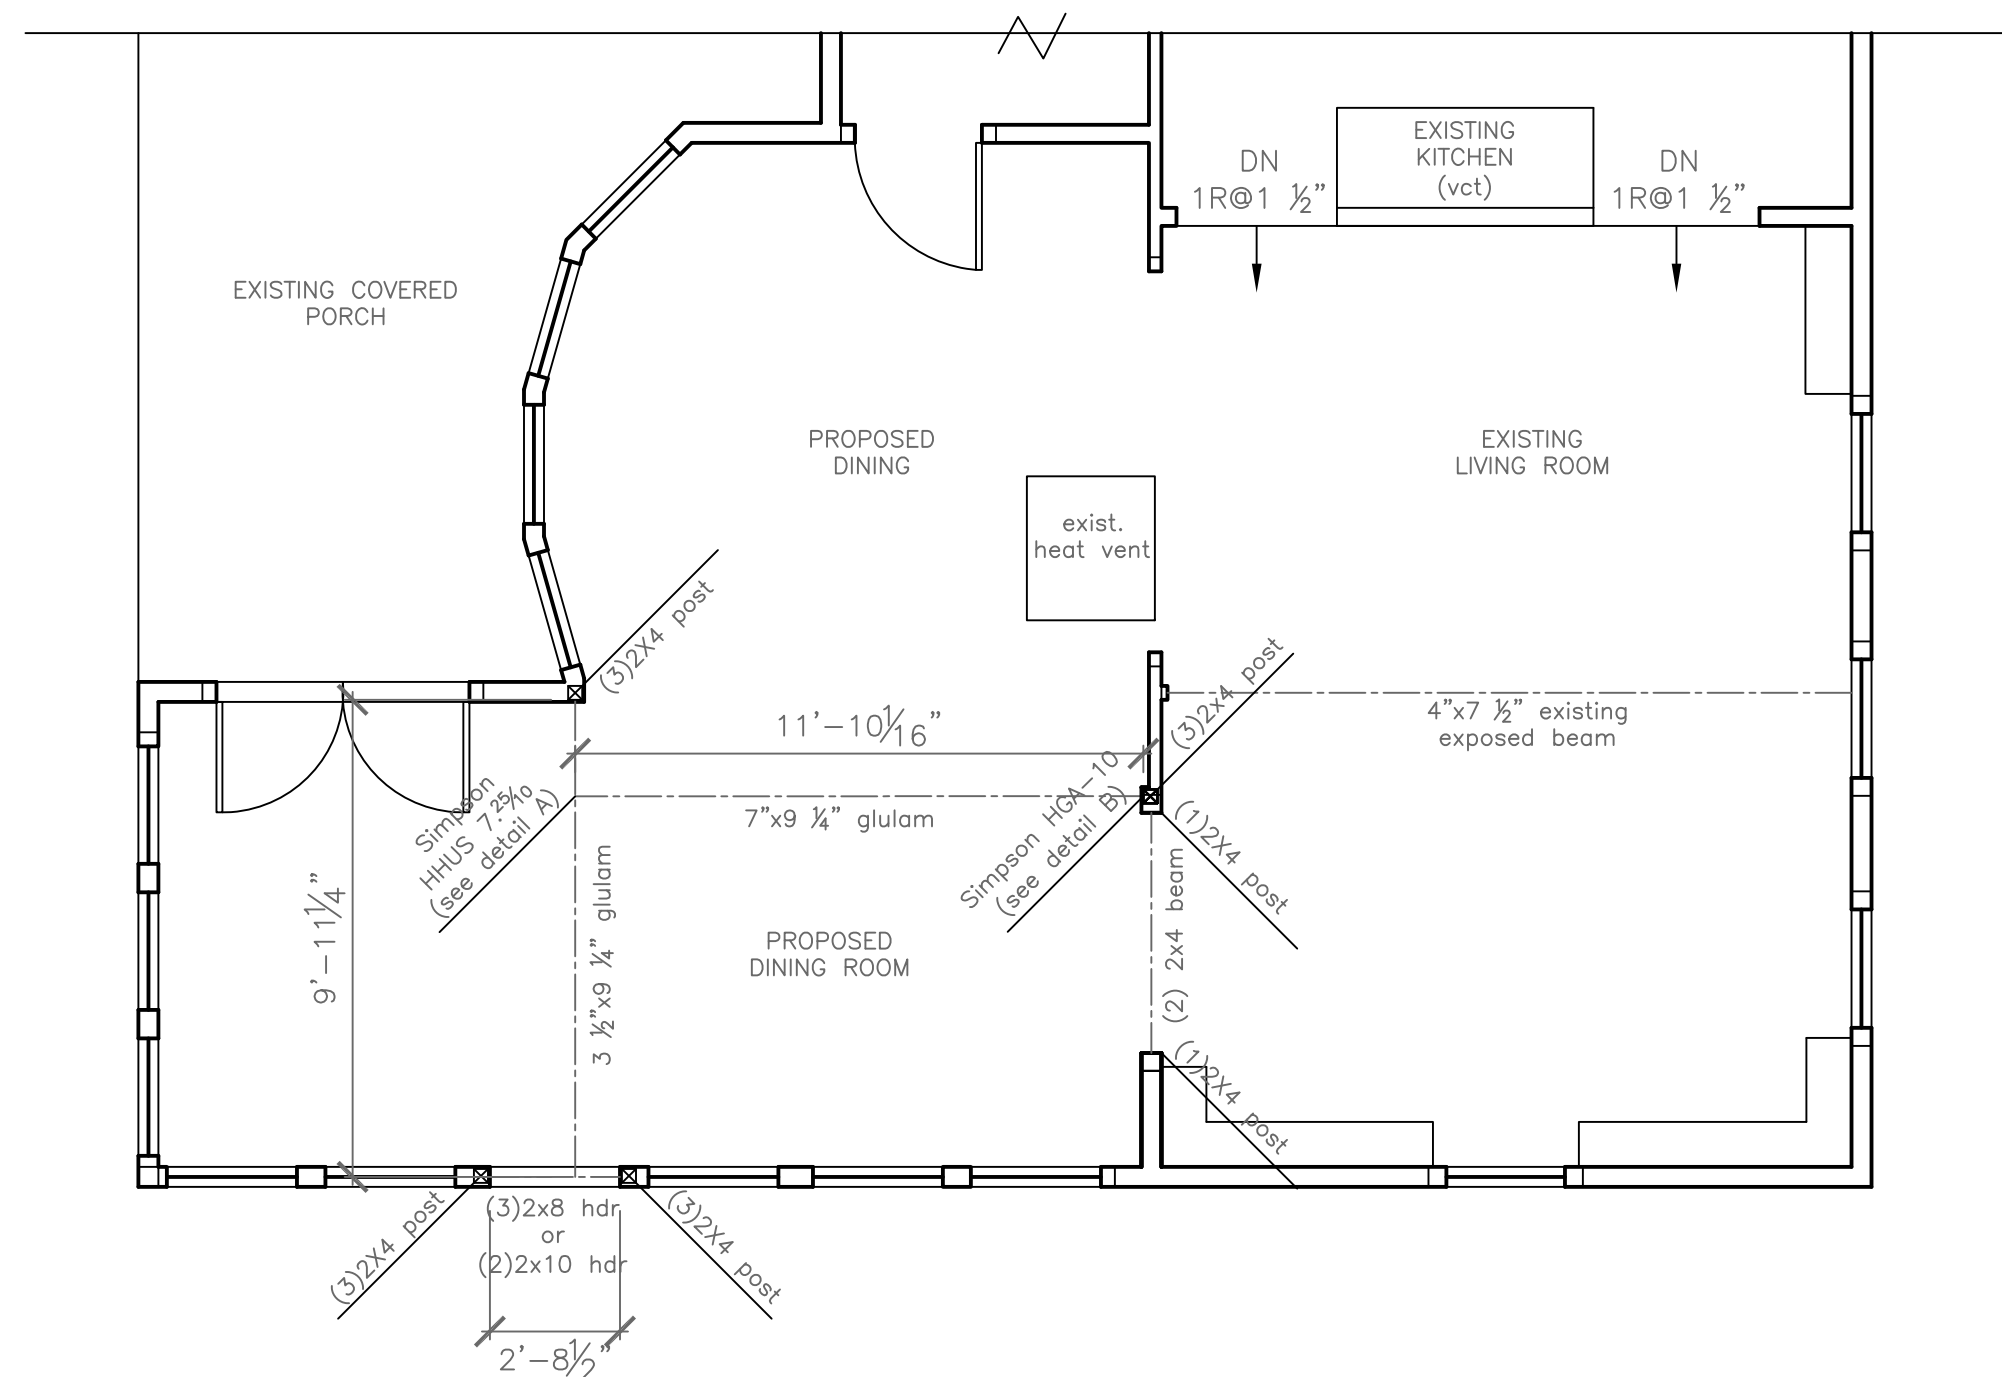 EXISTING
KITCHEN
(vct)
DN
1R@1 ½"
DN
1R@1 ½"
EXISTING COVERED
PORCH
PROPOSED
DINING
EXISTING
LIVING ROOM
exist.
heat vent
(3)2X4 post
(3)2x4 post
11'-10 1/16"
4"x7 ½" existing
exposed beam
Simpson
HHUS 7.25/10
(see detail A)
7"x9 ¼" glulam
Simpson HGA-10
(see detail B)
(1)2X4 post
9'-11¼"
3 ½"x9 ¼" glulam
(2) 2x4 beam
PROPOSED
DINING ROOM
(1)2X4 post
(3)2X4 post
(3)2x8 hdr
or
(2)2x10 hdr
(3)2X4 post
2'-8½"